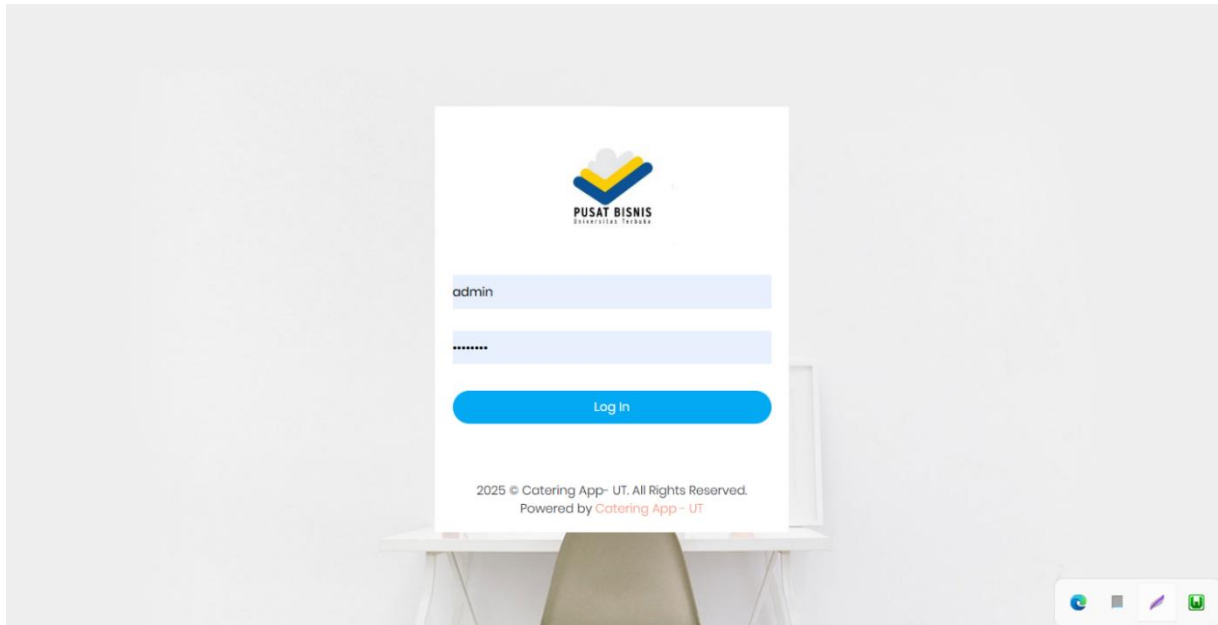 PUSAT BISNIS
Universitas Terbuka
admin
••••••••
Log In
2025 © Catering App- UT. All Rights Reserved.
Powered by Catering App - UT